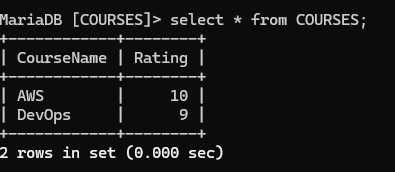 MariaDB [COURSES]> select * from COURSES;
+------------+--------+
| CourseName | Rating |
+------------+--------+
| AWS        |     10 |
| DevOps     |      9 |
+------------+--------+
2 rows in set (0.000 sec)